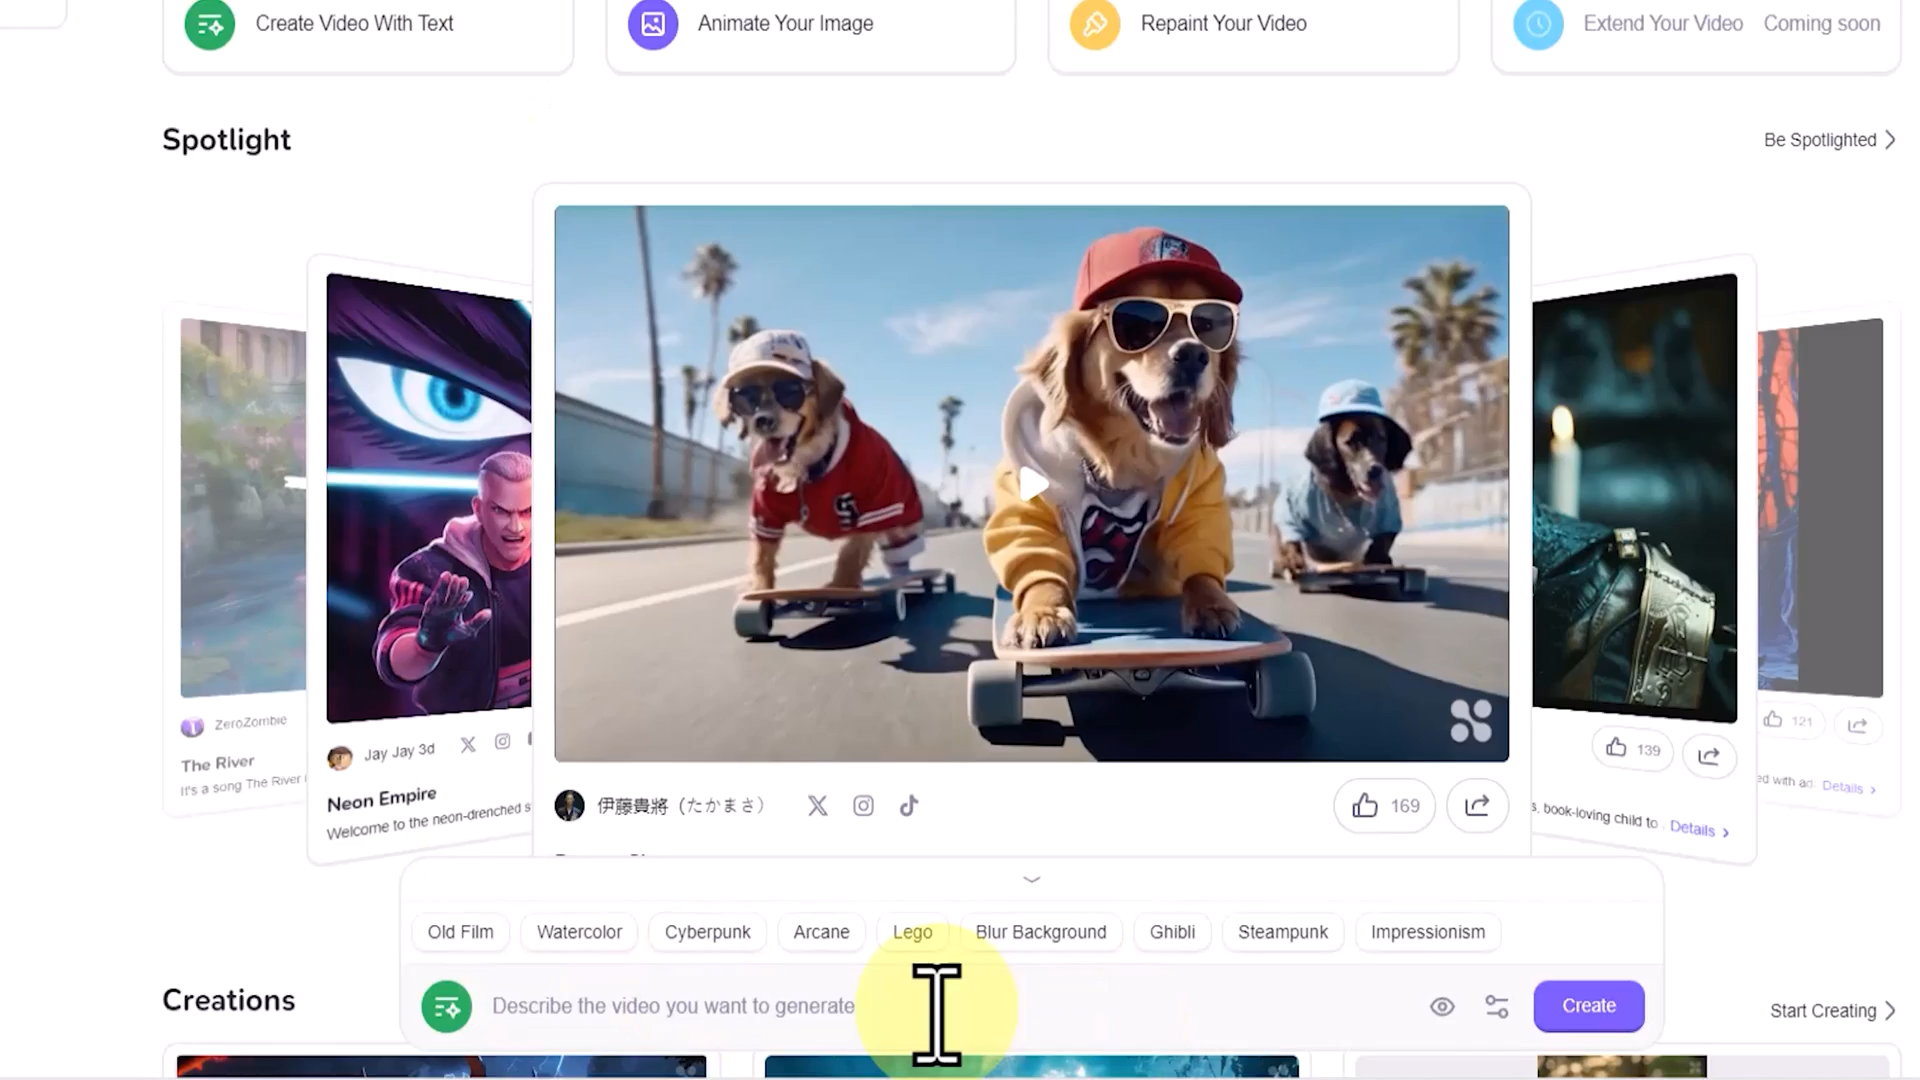 Create Video With Text
Animate Your Image
Repaint Your Video
Extend Your Video Coming soon
Spotlight
Be Spotlighted
ZeroZombie
The River
It's a song The River
Jay Jay 3d
Neon Empire
Welcome to the neon-drenched s
伊藤貴將（たかまさ）
169
139
, book-loving child to
Details
121
ed with ad
Details
Old Film
Watercolor
Cyberpunk
Arcane
Lego
Blur Background
Ghibli
Steampunk
Impressionism
Describe the video you want to generate
Create
Creations
Start Creating